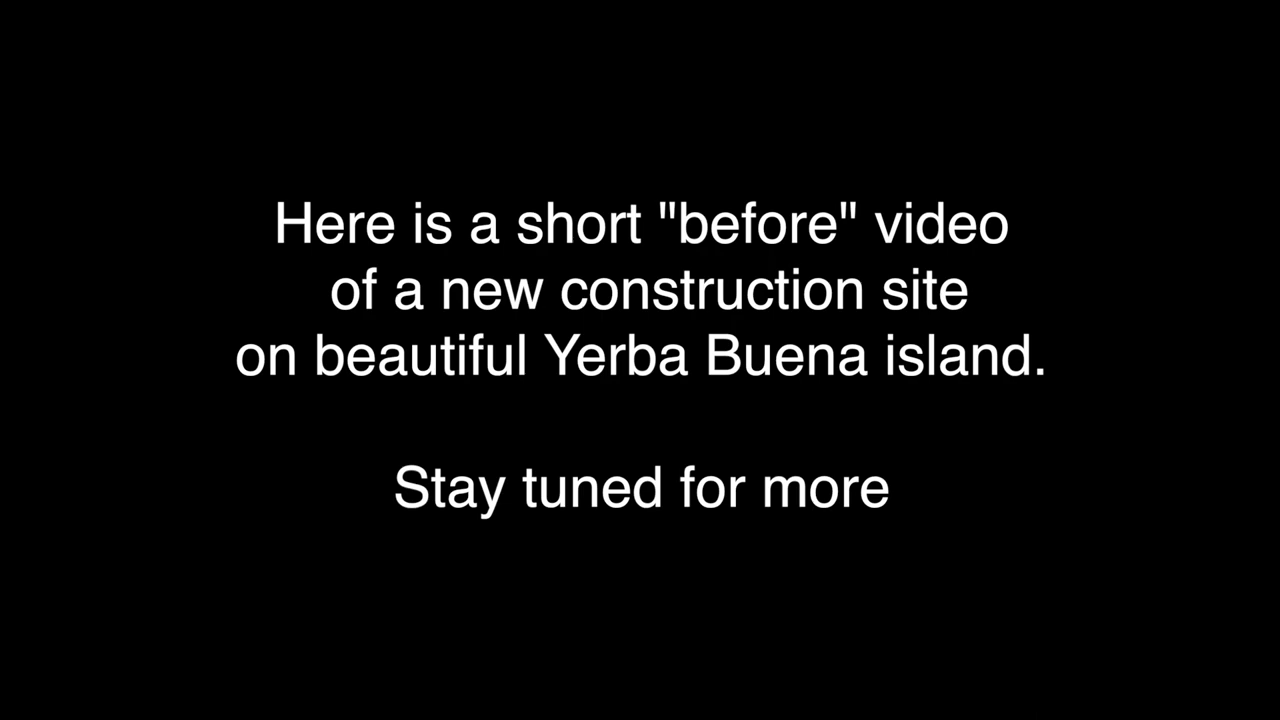 Here is a short "before" video
of a new construction site
on beautiful Yerba Buena island.
Stay tuned for more